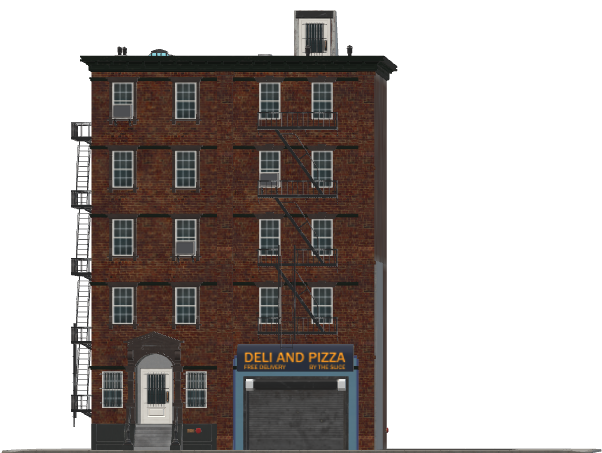 DELI AND PIZZA
FREE DELIVERY BY THE SLICE